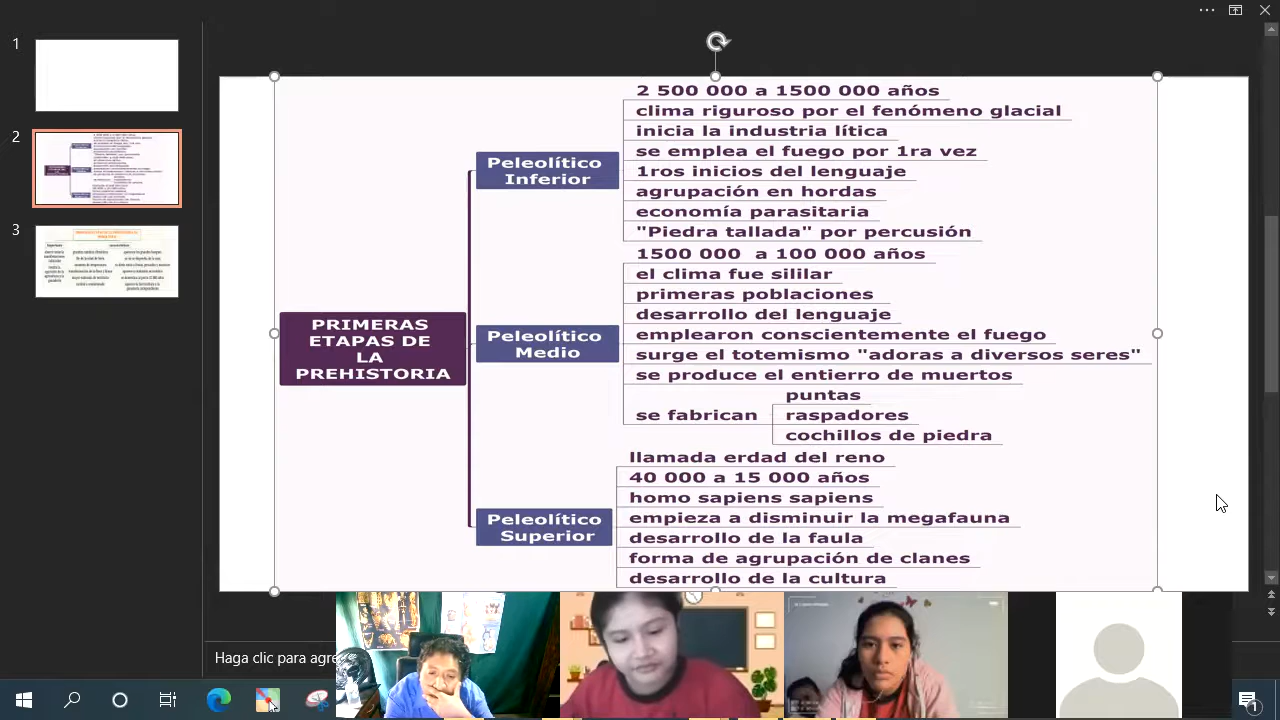 1
2
3
PRIMERAS
ETAPAS DE
LA
PREHISTORIA
Peleolítico
Inferior
2 500 000 a 1500 000 años
clima riguroso por el fenómeno glacial
inicia la industria lítica
se emplea el fuego por 1ra vez
1ros inicios del lenguaje
agrupación en hordas
economía parasitaria
"Piedra tallada" por percusión
Peleolítico
Medio
1500 000 a 100 000 años
el clima fue sililar
primeras poblaciones
desarrollo del lenguaje
emplearon conscientemente el fuego
surge el totemismo "adoras a diversos seres"
se produce el entierro de muertos
se fabrican
puntas
raspadores
cochillos de piedra
Peleolítico
Superior
llamada erdad del reno
40 000 a 15 000 años
homo sapiens sapiens
empieza a disminuir la megafauna
desarrollo de la faula
forma de agrupación de clanes
desarrollo de la cultura
Haga clic para agre